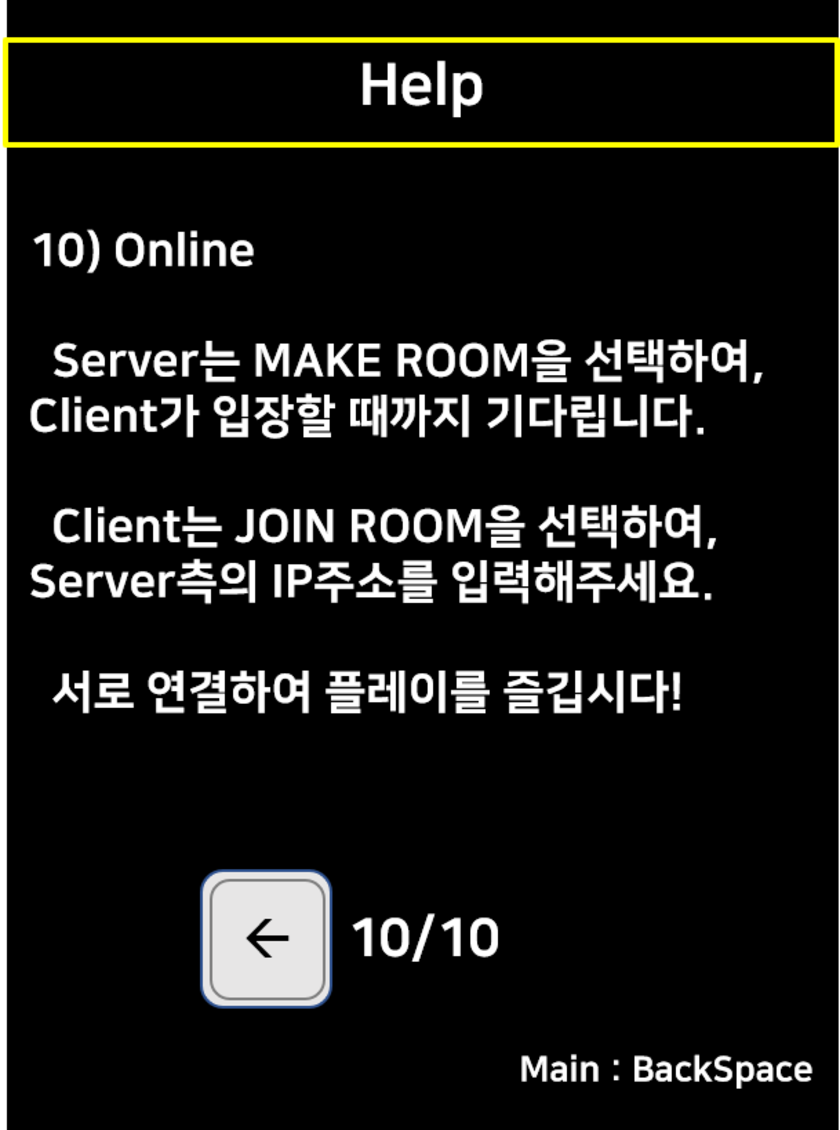 Help
10) Online
Server는 MAKE ROOM을 선택하여,
Client가 입장할 때까지 기다립니다.
Client는 JOIN ROOM을 선택하여,
Server측의 IP주소를 입력해주세요.
서로 연결하여 플레이를 즐깁시다!
← 10/10
Main : BackSpace